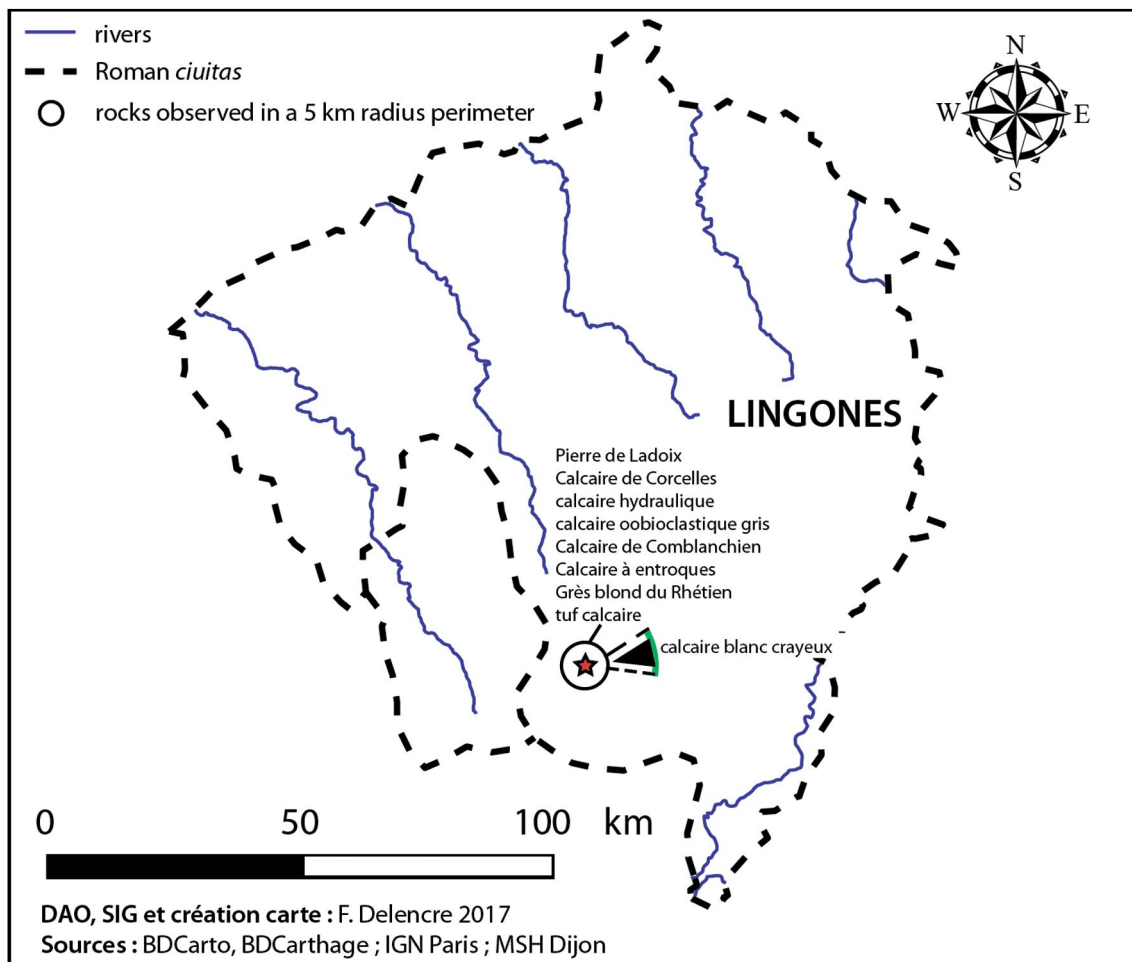 rivers
Roman ciuitas
rocks observed in a 5 km radius perimeter
N
W
E
S
LINGONES
Pierre de Ladoix
Calcaire de Corcelles
calcaire hydraulique
calcaire oobioclastique gris
Calcaire de Comblanchien
Calcaire à entroques
Grès blond du Rhétien
tuf calcaire
calcaire blanc crayeux
0 50 100 km
DAO, SIG et création carte : F. Delencre 2017
Sources : BDCarto, BDCarthage ; IGN Paris ; MSH Dijon